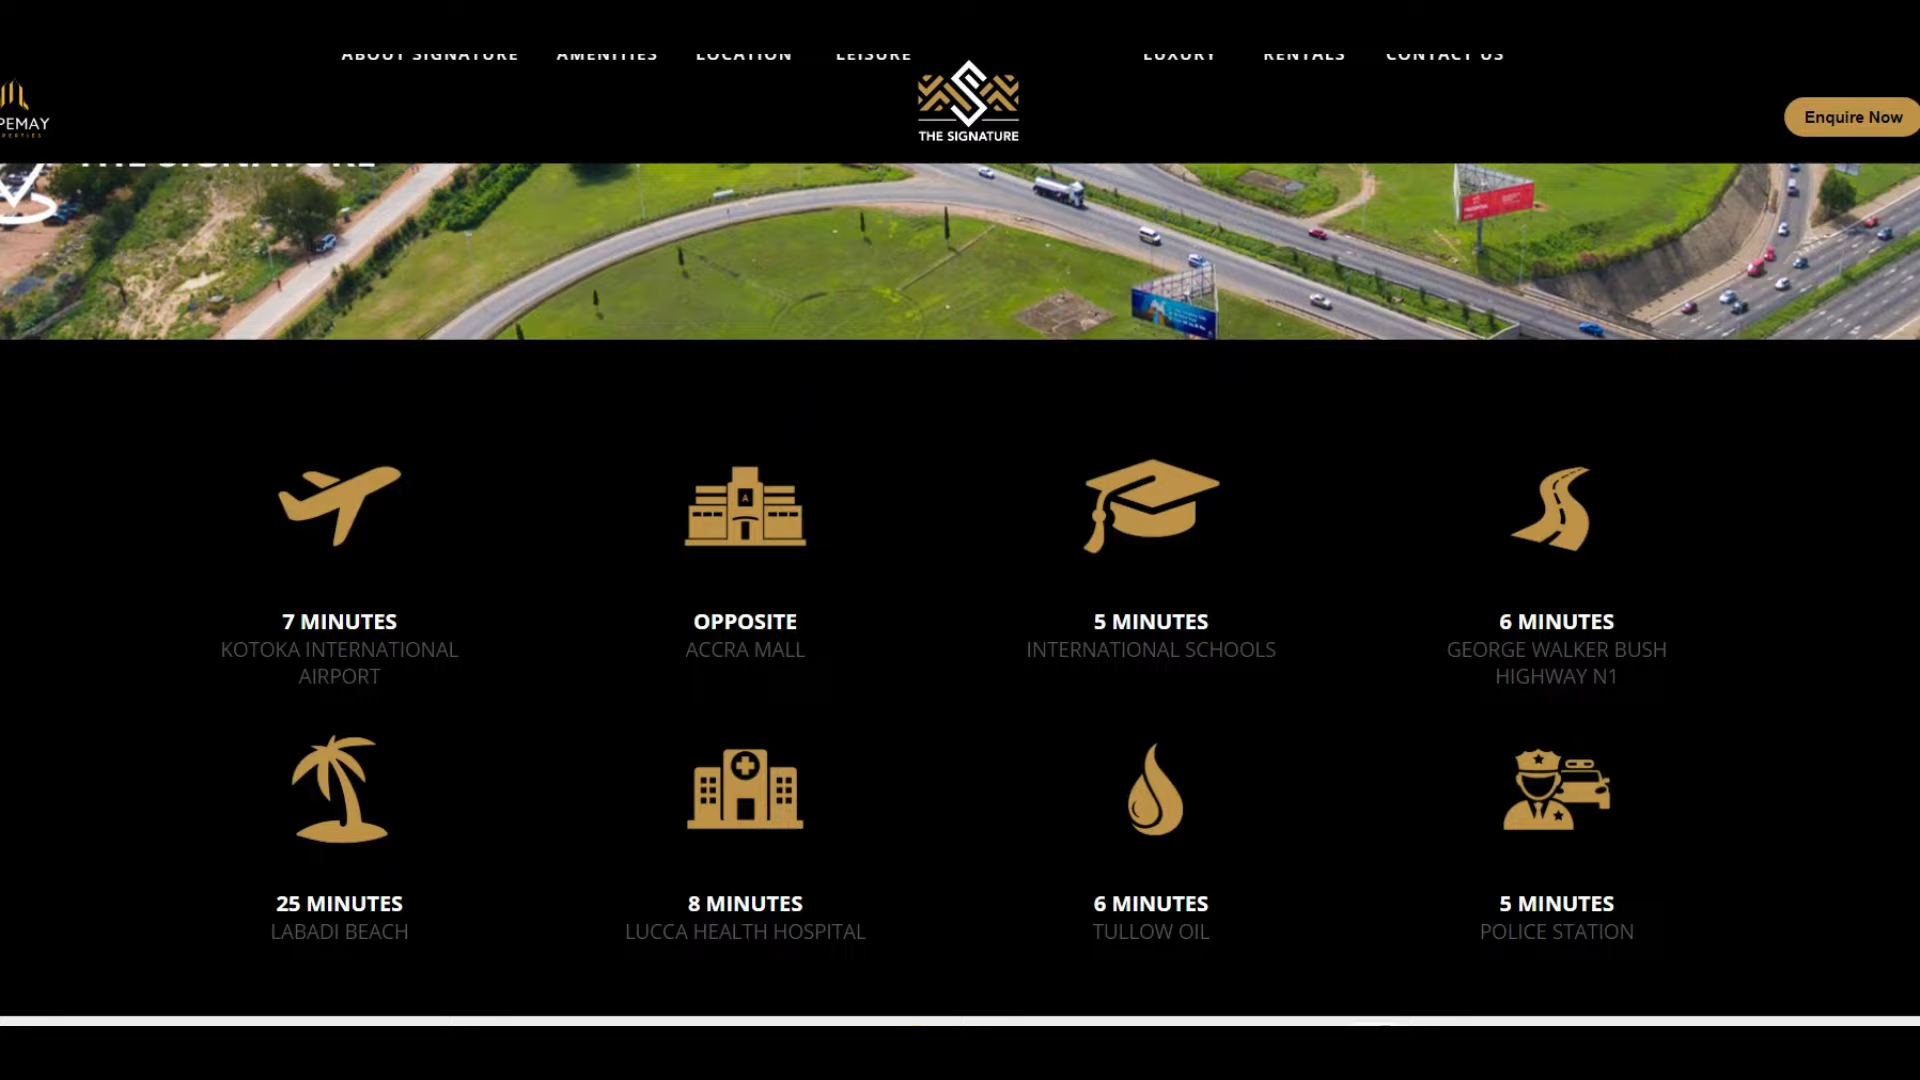 ABOUT SIGNATURE AMENITIES LOCATION LEISURE LUXURY RENTALS CONTACT US
THE SIGNATURE
Enquire Now
THE SIGNATURE
7 MINUTES
KOTOKA INTERNATIONAL
AIRPORT
OPPOSITE
ACCRA MALL
5 MINUTES
INTERNATIONAL SCHOOLS
6 MINUTES
GEORGE WALKER BUSH
HIGHWAY N1
25 MINUTES
LABADI BEACH
8 MINUTES
LUCCA HEALTH HOSPITAL
6 MINUTES
TULLOW OIL
5 MINUTES
POLICE STATION